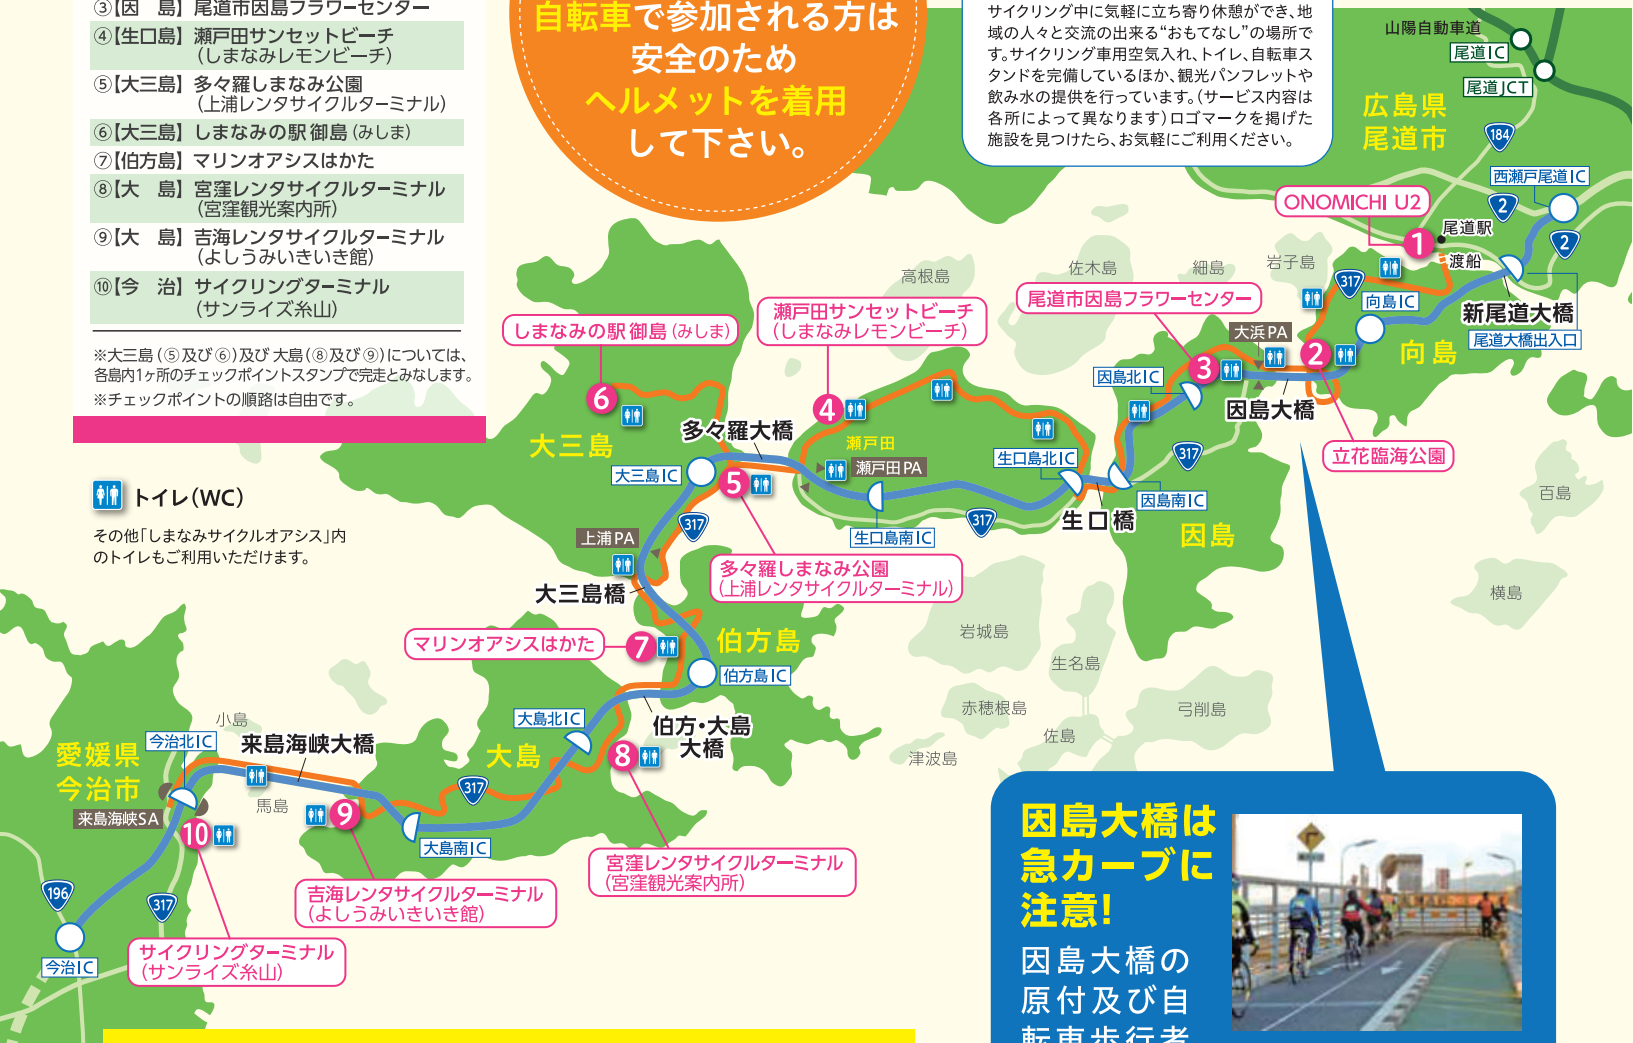 ③【因　島】尾道市因島フラワーセンター
④【生口島】瀬戸田サンセットビーチ
（しまなみレモンビーチ）
⑤【大三島】多々羅しまなみ公園
（上浦レンタサイクルターミナル）
⑥【大三島】しまなみの駅 御島（みしま）
⑦【伯方島】マリンオアシスはかた
⑧【大　島】宮窪レンタサイクルターミナル
（宮窪観光案内所）
⑨【大　島】吉海レンタサイクルターミナル
（よしうみいきいき館）
⑩【今　治】サイクリングターミナル
（サンライズ糸山）
※大三島（⑤及び⑥）及び大島（⑧及び⑨）については、
各島内1ヶ所のチェックポイントスタンプで完走とみなします。
※チェックポイントの順路は自由です。
トイレ（WC）
その他「しまなみサイクルオアシス」内
のトイレもご利用いただけます。
自転車で参加される方は
安全のため
ヘルメットを着用
して下さい。
サイクリング中に気軽に立ち寄り休憩ができ、地
域の人々と交流の出来る“おもてなし”の場所で
す。サイクリング車用空気入れ、トイレ、自転車ス
タンドを完備しているほか、観光パンフレットや
飲み水の提供を行っています。（サービス内容は
各所によって異なります）ロゴマークを掲げた
施設を見つけたら、お気軽にご利用ください。
山陽自動車道
尾道IC
尾道JCT
広島県
尾道市
184
西瀬戸尾道IC
2
2
ONOMICHI U2
1
尾道駅
渡船
新尾道大橋
尾道大橋出入口
317
向島IC
向島
岩子島
細島
佐木島
高根島
尾道市因島フラワーセンター
大浜PA
2
3
因島北IC
因島大橋
立花臨海公園
317
因島南IC
因島
生口島北IC
生口橋
百島
横島
瀬戸田サンセットビーチ
（しまなみレモンビーチ）
4
瀬戸田
瀬戸田PA
317
生口島南IC
しまなみの駅 御島（みしま）
6
大三島
多々羅大橋
大三島IC
5
317
上浦PA
多々羅しまなみ公園
（上浦レンタサイクルターミナル）
大三島橋
マリンオアシスはかた
7
伯方島
伯方島IC
岩城島
生名島
赤穂根島
弓削島
佐島
津波島
大島北IC
伯方・大島
大橋
大島
8
317
宮窪レンタサイクルターミナル
（宮窪観光案内所）
小島
今治北IC
来島海峡大橋
愛媛県
今治市
馬島
来島海峡SA
9
10
大島南IC
吉海レンタサイクルターミナル
（よしうみいきいき館）
196
317
今治IC
サイクリングターミナル
（サンライズ糸山）
因島大橋は
急カーブに
注意!
因島大橋の
原付及び自
転車歩行者